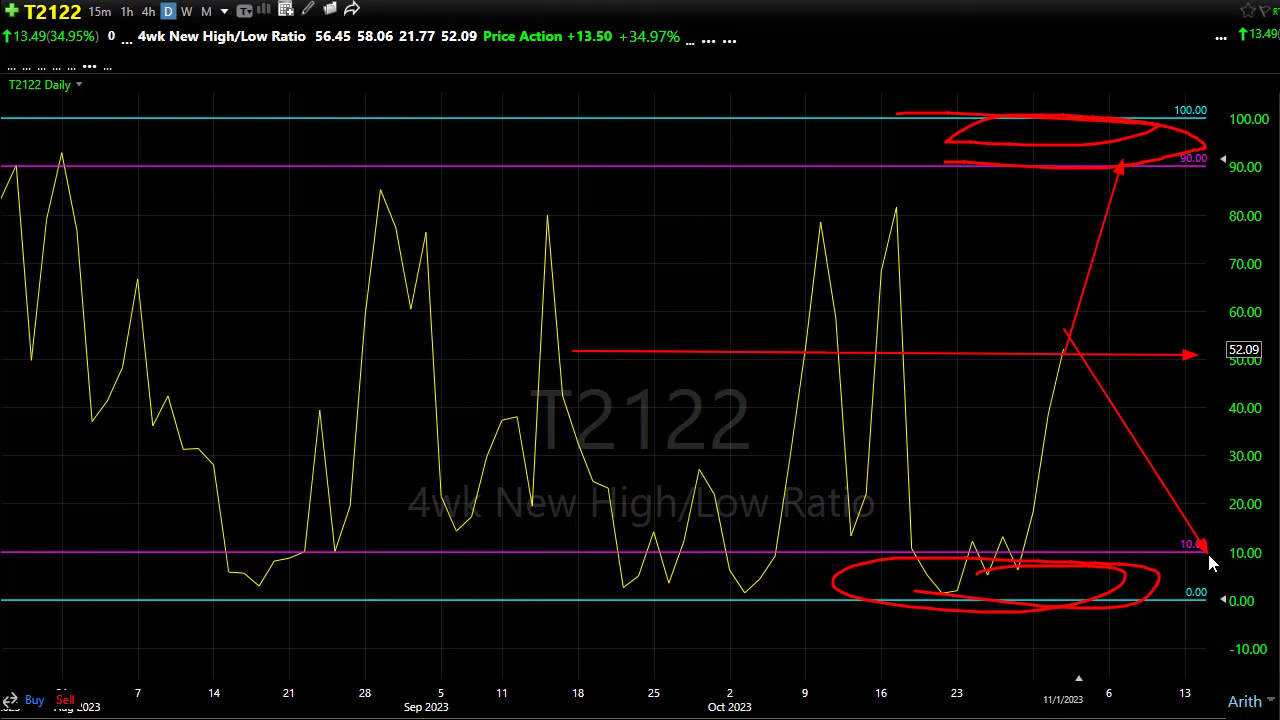 T2122 15m 1h 4h D W M
13.49(34.95%) 0 ... 4wk New High/Low Ratio 56.45 58.06 21.77 52.09 Price Action +13.50 +34.97% ... ... ... ... 13.49(
... ... ... ... ... ... ...
T2122 Daily
100.00 100.00
90.00 90.00
80.00
70.00
60.00
52.09
50.00
40.00
T2122
30.00
4wk New High/Low Ratio 20.00
10.00
0.00 0.00
-10.00
7 14 21 28 5 11 18 25 2 9 16 23 6 13
Buy Sell 11/1/2023 Arith
Aug 2023 Sep 2023 Oct 2023